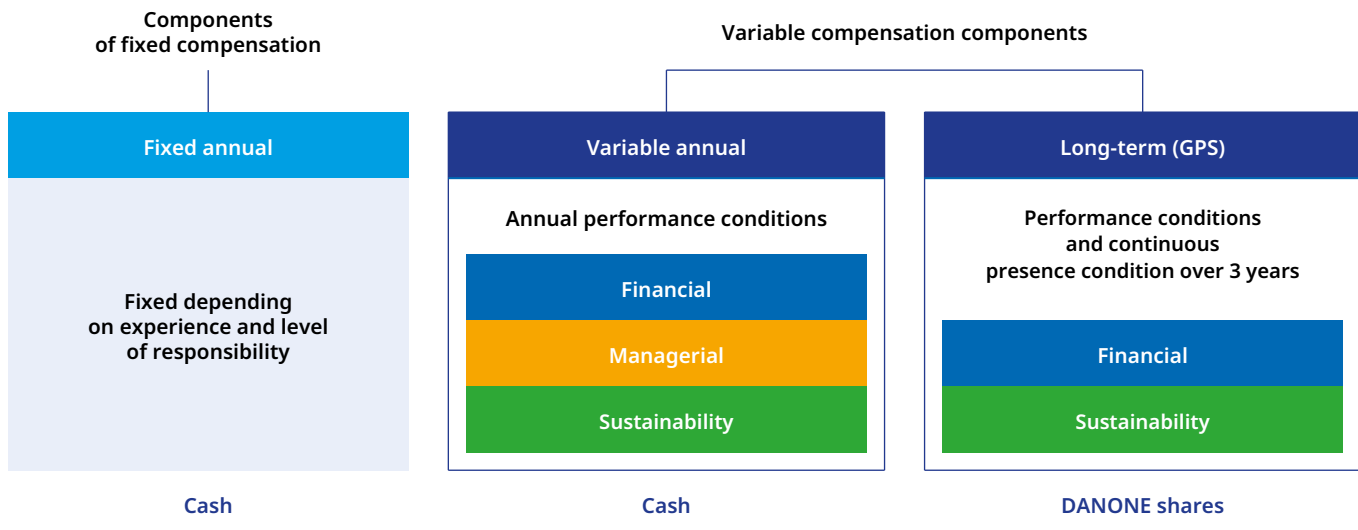 Components
of fixed compensation
Variable compensation components
Fixed annual
Variable annual
Long-term (GPS)
Fixed depending
on experience and level
of responsibility
Annual performance conditions
Financial
Managerial
Sustainability
Performance conditions
and continuous
presence condition over 3 years
Financial
Sustainability
Cash
Cash
DANONE shares